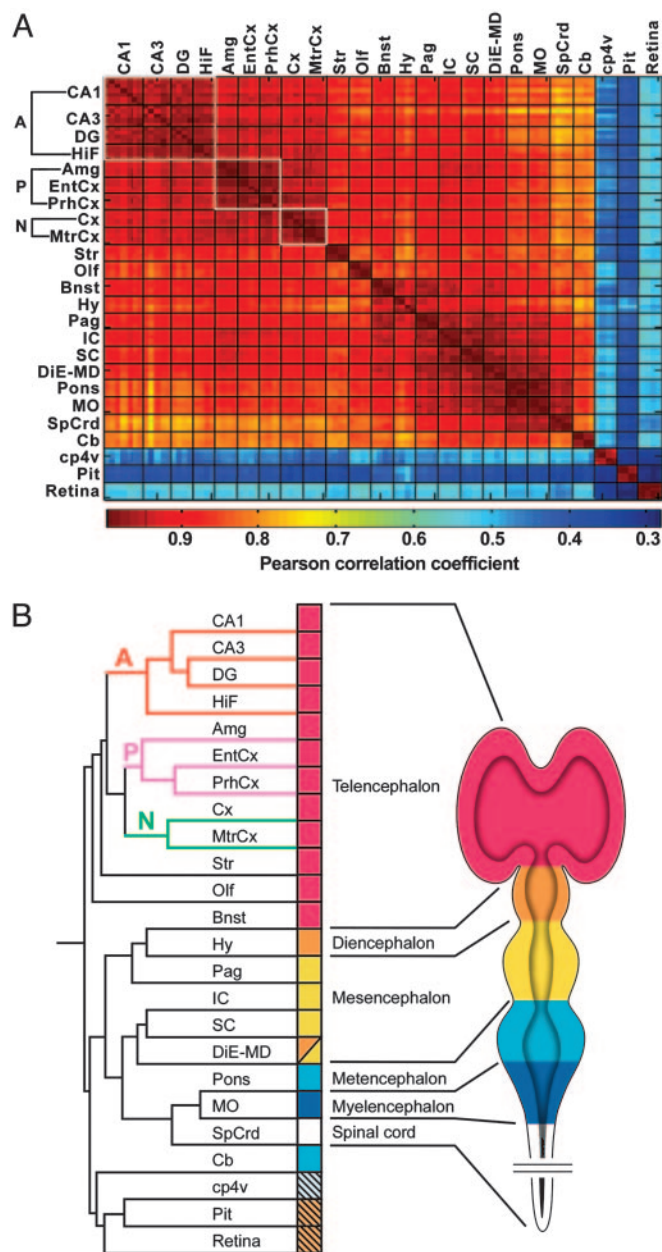 A
CA1 CA3 DG HiF Amg EntCx PrhCx Cx MtrCx Str Olf Bnst Hy Pag IC SC DiE-MD Pons MO SpCrd Cb cp4v Pit Retina
CA1
A
CA3
DG
HiF
Amg
P
EntCx
PrhCx
N
Cx
MtrCx
Str
Olf
Bnst
Hy
Pag
IC
SC
DiE-MD
Pons
MO
SpCrd
Cb
cp4v
Pit
Retina
0.9 0.8 0.7 0.6 0.5 0.4 0.3
Pearson correlation coefficient
B
CA1
CA3
A
DG
HiF
Amg
P
EntCx
PrhCx
Telencephalon
Cx
N
MtrCx
Str
Olf
Bnst
Hy Diencephalon
Pag
IC Mesencephalon
SC
DiE-MD
Pons Metencephalon
MO Myelencephalon
SpCrd Spinal cord
Cb
cp4v
Pit
Retina